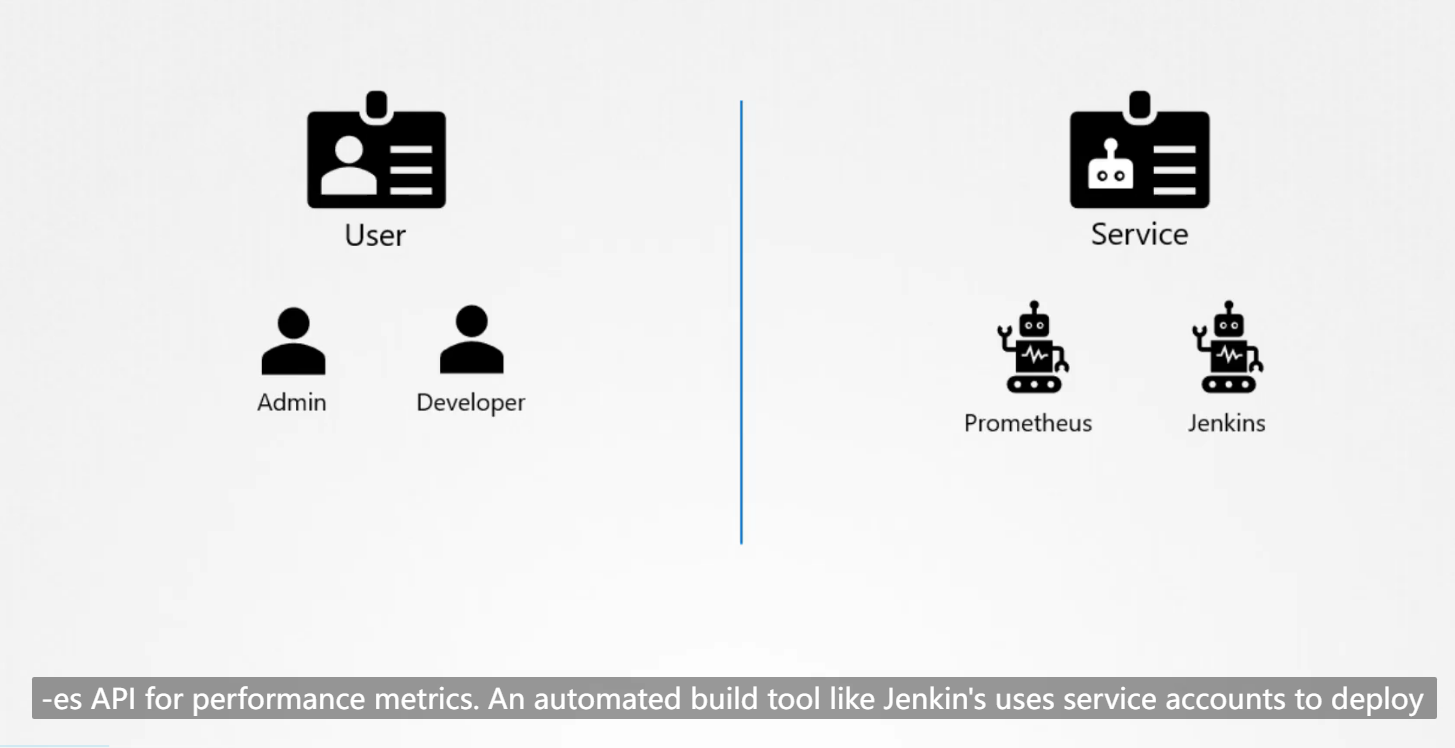 User
Service
Admin
Developer
Prometheus
Jenkins
-es API for performance metrics. An automated build tool like Jenkin's uses service accounts to deploy